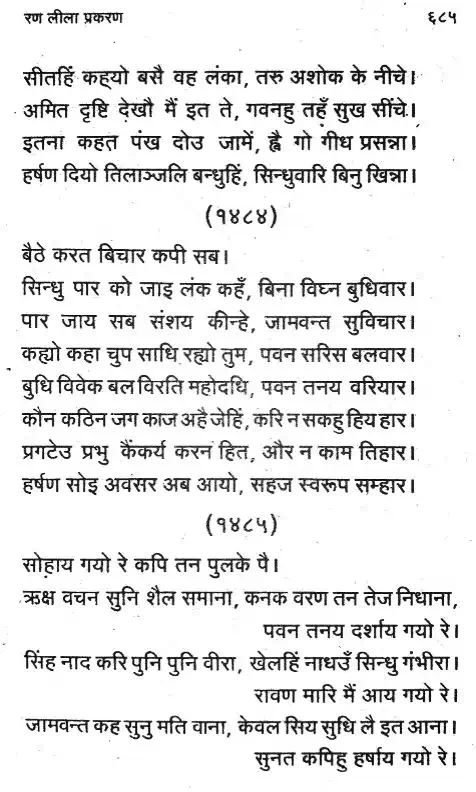 रण लीला प्रकरण ६८५
सीतहिं कह्यो बसै वह लंका, तरु अशोक के नीचे।
अमित दृष्टि देखौ मैं इत ते, गवनहु तहँ सुख सींचे।
इतना कहत पंख दोउ जामें, ह्वै गो गीध प्रसन्ना।
हर्षण दियो तिलाञ्जलि बन्धुहिं, सिन्धुवारि बिनु खिन्ना।
(१४८४)
बैठे करत बिचार कपी सब।
सिन्धु पार को जाइ लंक कहँ, बिना विघ्न बुधिवार।
पार जाय सब संशय कीन्हे, जामवन्त सुविचार।
कह्यो कहा चुप साधि रह्यो तुम, पवन सरिस बलवार।
बुधि विवेक बल विरति महोदधि, पवन तनय वरियार।
कौन कठिन जग काज अहै जेहिं, करि न सकहु हिय हार।
प्रगटेउ प्रभु कैंकर्य करन हित, और न काम तिहार।
हर्षण सोइ अवसर अब आयो, सहज स्वरूप सम्हार।
(१४८५)
सोहाय गयो रे कपि तन पुलके पै।
ऋक्ष वचन सुनि शैल समाना, कनक वरण तन तेज निधाना,
पवन तनय दर्शाय गयो रे।
सिंह नाद करि पुनि पुनि वीरा, खेलहिं नाधउँ सिन्धु गंभीरा।
रावण मारि मैं आय गयो रे।
जामवन्त कह सुनु मति वाना, केवल सिय सुधि लै इत आना।
सुनत कपिहु हर्षाय गयो रे।